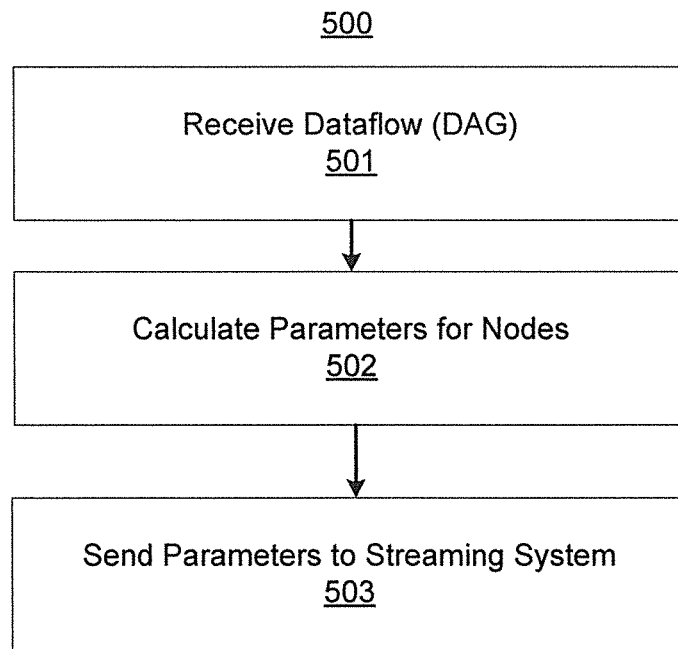 500
Receive Dataflow (DAG)
501
Calculate Parameters for Nodes
502
Send Parameters to Streaming System
503